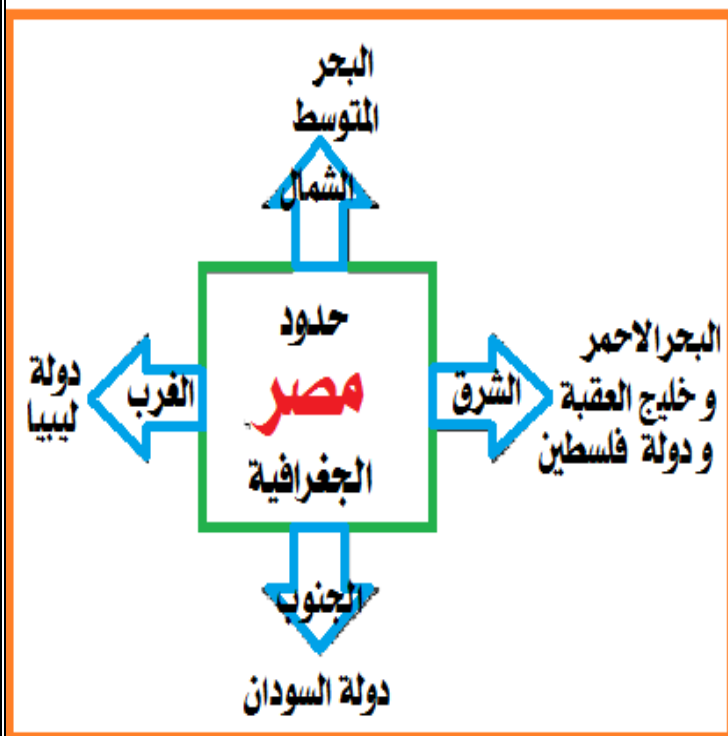 البحر
المتوسط
الشمال
حدود
مصر
الجغرافية
الشرق
البحرالاحمر
و خليج العقبة
و دولة فلسطين
الغرب
دولة
ليبيا
الجنوب
دولة السودان